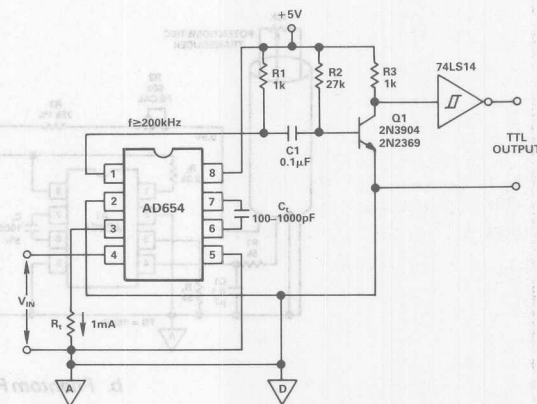 +5V
R1
1k
R2
27k
R3
1k
74LS14
f≥200kHz
C1
0.1µF
Q1
2N3904
2N2369
TTL
OUTPUT
1
8
2
7
AD654
Ct
100–1000pF
3
6
4
5
VIN
Rt
1mA
A
D